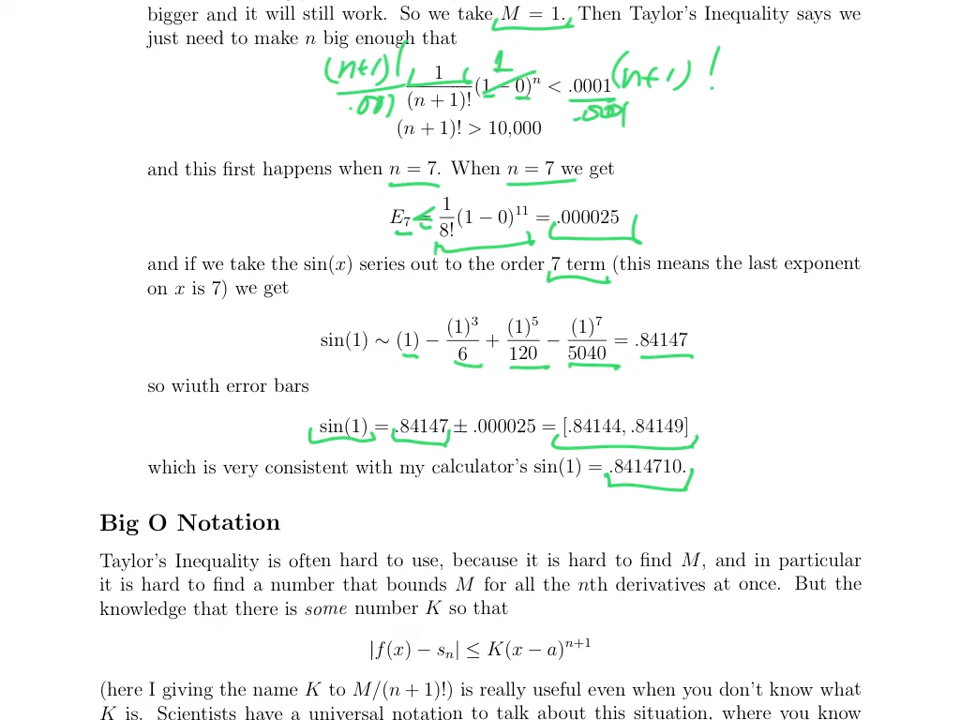 bigger and it will still work. So we take M = 1. Then Taylor's Inequality says we
just need to make n big enough that
(n+1)! 1/(n + 1)! (1 − 0)ⁿ < .0001 (n+1)!
1
(n + 1)! > 10,000
and this first happens when n = 7. When n = 7 we get
E₇ ≤ 1/8! (1 − 0)¹¹ = .000025
and if we take the sin(x) series out to the order 7 term (this means the last exponent
on x is 7) we get
sin(1) ∼ (1) − (1)³/6 + (1)⁵/120 − (1)⁷/5040 = .84147
so wiuth error bars
sin(1) = .84147 ± .000025 = [.84144, .84149]
which is very consistent with my calculator's sin(1) = .8414710.
Big O Notation
Taylor's Inequality is often hard to use, because it is hard to find M, and in particular
it is hard to find a number that bounds M for all the nth derivatives at once. But the
knowledge that there is some number K so that
|f(x) − sₙ| ≤ K(x − a)ⁿ⁺¹
(here I giving the name K to M/(n + 1)!) is really useful even when you don't know what
K is. Scientists have a universal notation to talk about this situation, where you know